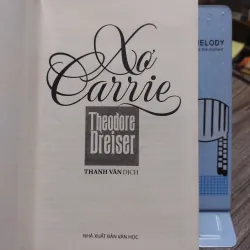 Xơ
Carrie
Theodore
Dreiser
THANH VÂN DỊCH
NHÀ XUẤT BẢN VĂN HỌC
MELODY